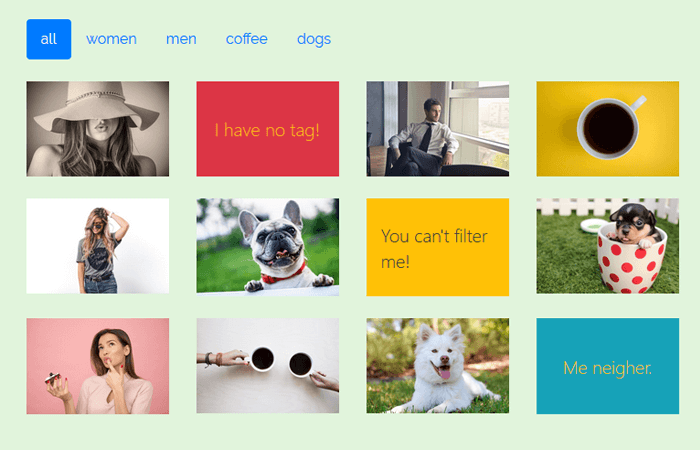 all women men coffee dogs
I have no tag!
You can't filter
me!
Me neigher.